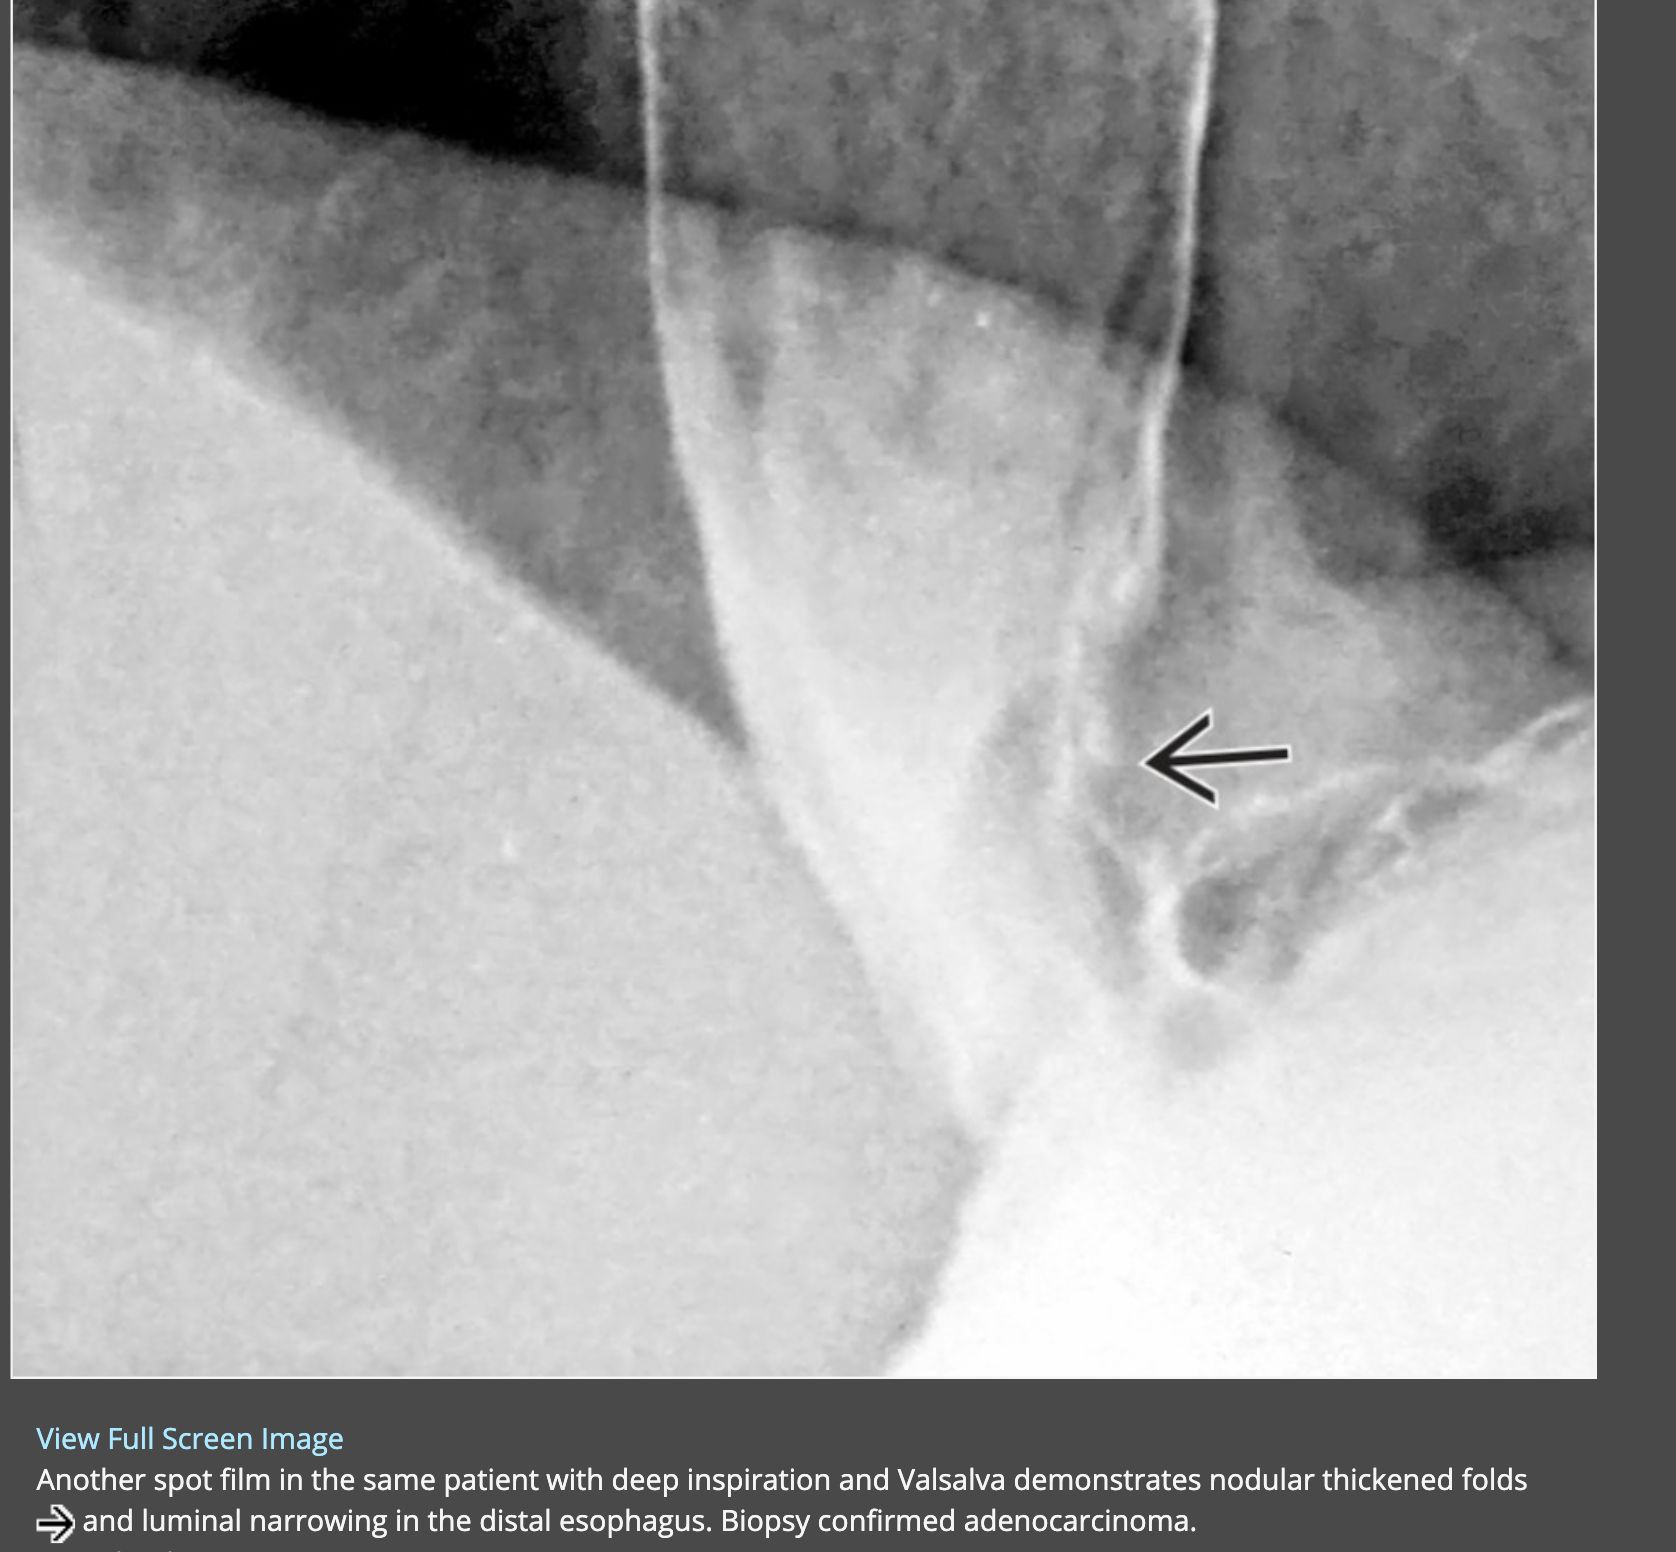 View Full Screen Image
Another spot film in the same patient with deep inspiration and Valsalva demonstrates nodular thickened folds
and luminal narrowing in the distal esophagus. Biopsy confirmed adenocarcinoma.